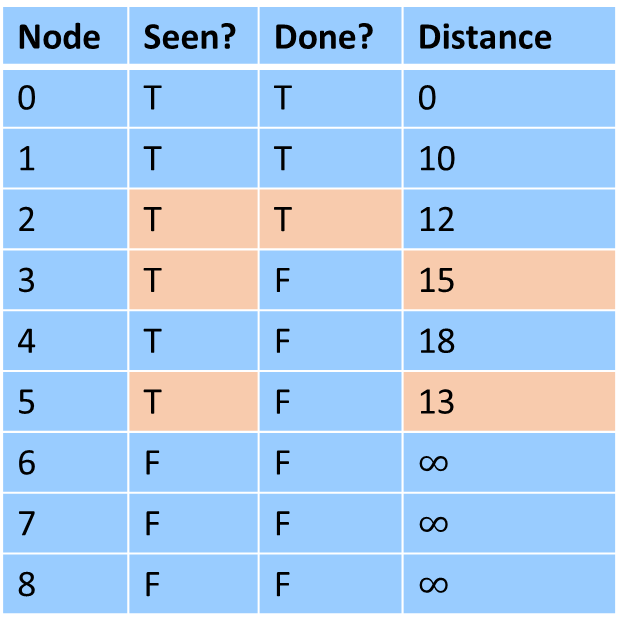 Node Seen? Done? Distance
0 T T 0
1 T T 10
2 T T 12
3 T F 15
4 T F 18
5 T F 13
6 F F ∞
7 F F ∞
8 F F ∞